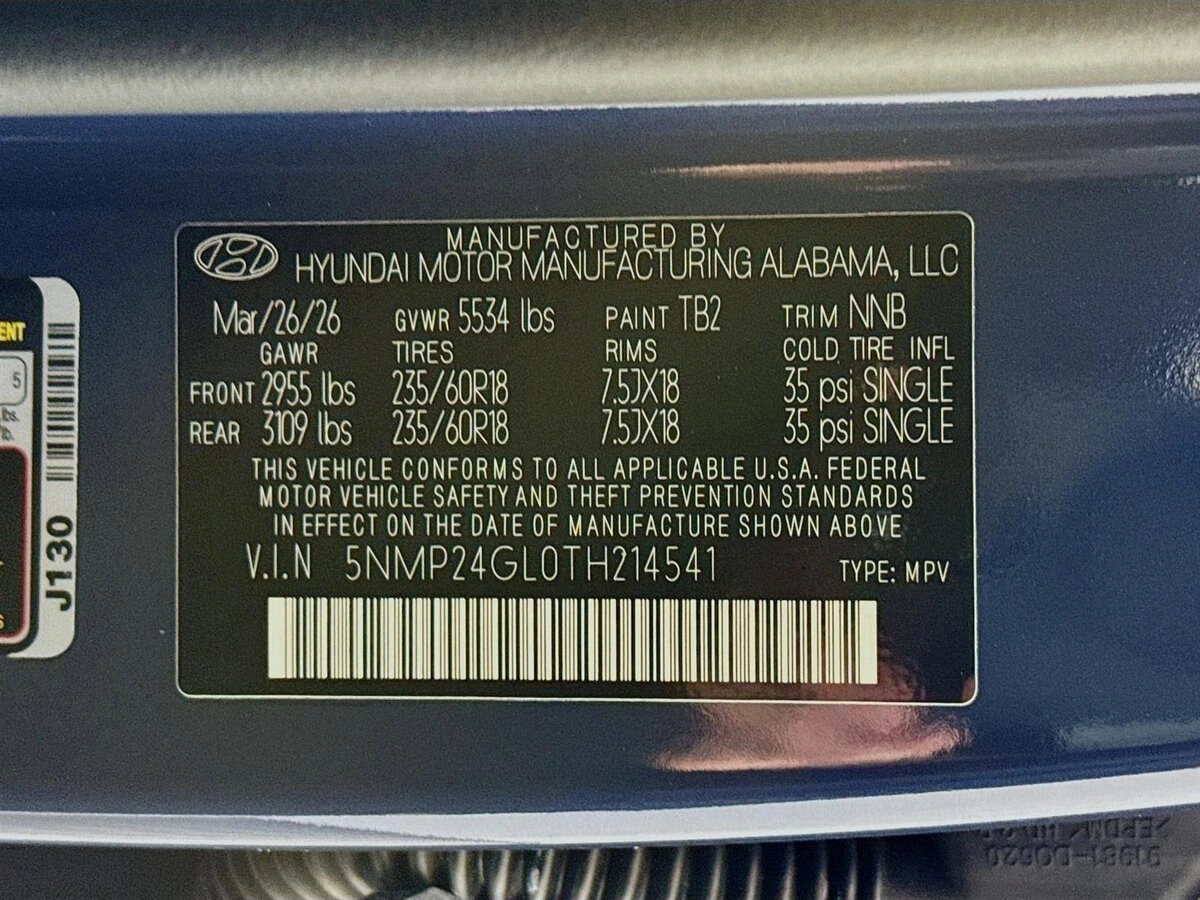 MANUFACTURED BY
HYUNDAI MOTOR MANUFACTURING ALABAMA, LLC
Mar/26/26 GVWR 5534 lbs PAINT TB2 TRIM NNB
GAWR TIRES RIMS COLD TIRE INFL
FRONT 2955 lbs 235/60R18 7.5JX18 35 psi SINGLE
REAR 3109 lbs 235/60R18 7.5JX18 35 psi SINGLE
THIS VEHICLE CONFORMS TO ALL APPLICABLE U.S.A. FEDERAL
MOTOR VEHICLE SAFETY AND THEFT PREVENTION STANDARDS
IN EFFECT ON THE DATE OF MANUFACTURE SHOWN ABOVE
V.I.N 5NMP24GL0TH214541 TYPE: MPV
5
J130